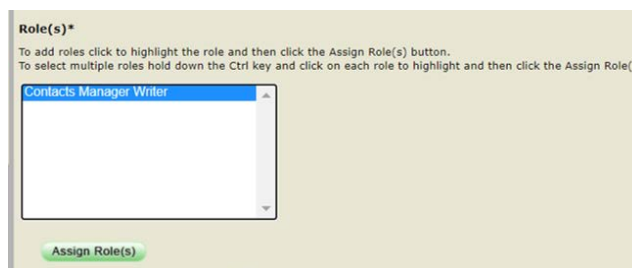 Role(s)*
To add roles click to highlight the role and then click the Assign Role(s) button.
To select multiple roles hold down the Ctrl key and click on each role to highlight and then click the Assign Role(
Contacts Manager Writer
Assign Role(s)